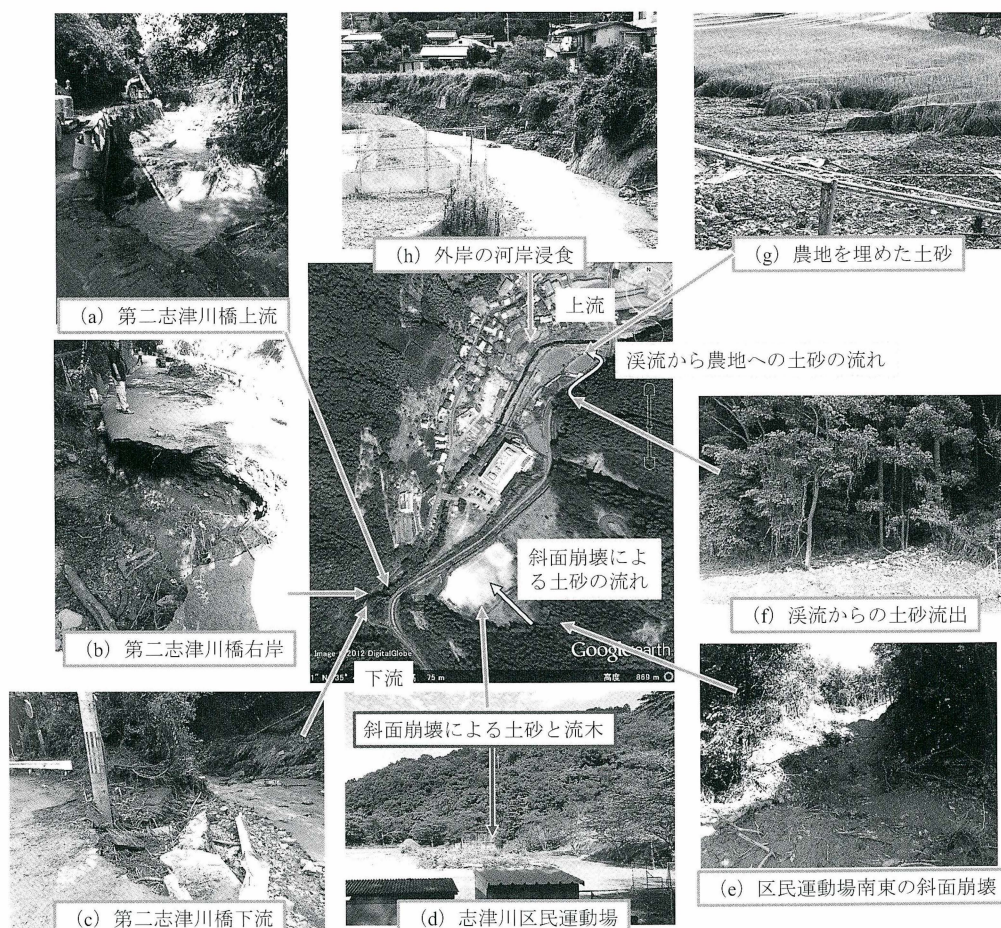 (a) 第二志津川橋上流
(h) 外岸の河岸浸食
(g) 農地を埋めた土砂
上流
渓流から農地への土砂の流れ
斜面崩壊によ
る土砂の流れ
(b) 第二志津川橋右岸
(f) 渓流からの土砂流出
Image © 2012 DigitalGlobe
Google earth
下流
75 m
高度 869 m
斜面崩壊による土砂と流木
(c) 第二志津川橋下流
(d) 志津川区民運動場
(e) 区民運動場南東の斜面崩壊